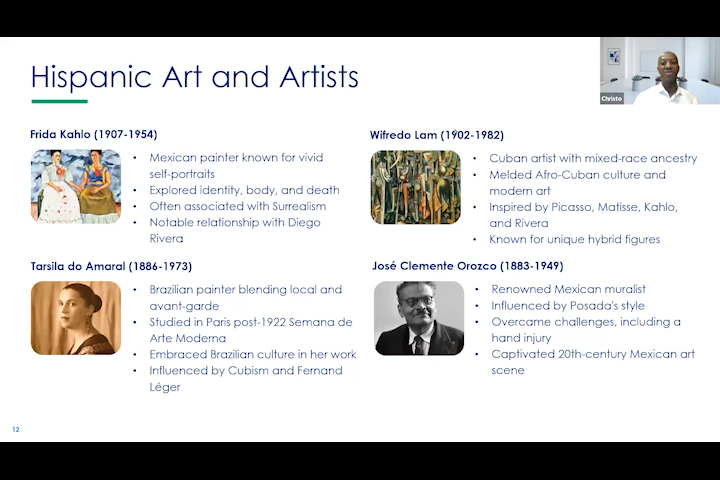 Hispanic Art and Artists
Christo
Frida Kahlo (1907-1954)
• Mexican painter known for vivid
self-portraits
• Explored identity, body, and death
• Often associated with Surrealism
• Notable relationship with Diego
Rivera
Wifredo Lam (1902-1982)
• Cuban artist with mixed-race ancestry
• Melded Afro-Cuban culture and
modern art
• Inspired by Picasso, Matisse, Kahlo,
and Rivera
• Known for unique hybrid figures
Tarsila do Amaral (1886-1973)
• Brazilian painter blending local and
avant-garde
• Studied in Paris post-1922 Semana de
Arte Moderna
• Embraced Brazilian culture in her work
• Influenced by Cubism and Fernand
Léger
José Clemente Orozco (1883-1949)
• Renowned Mexican muralist
• Influenced by Posada's style
• Overcame challenges, including a
hand injury
• Captivated 20th-century Mexican art
scene
12